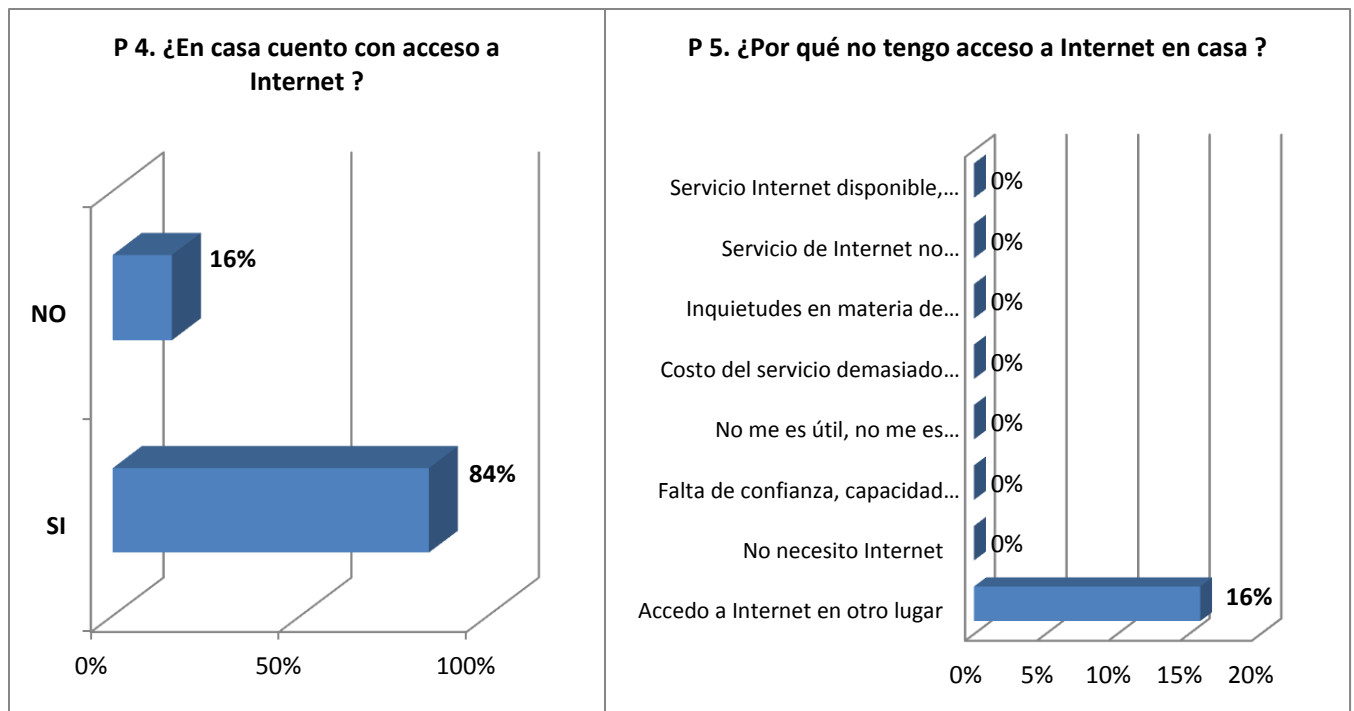 P 4. ¿En casa cuento con acceso a
Internet ?
NO
16%
SI
84%
0%
50%
100%
P 5. ¿Por qué no tengo acceso a Internet en casa ?
Servicio Internet disponible,...
0%
Servicio de Internet no...
0%
Inquietudes en materia de...
0%
Costo del servicio demasiado...
0%
No me es útil, no me es...
0%
Falta de confianza, capacidad...
0%
No necesito Internet
0%
Accedo a Internet en otro lugar
16%
0%
5%
10%
15%
20%